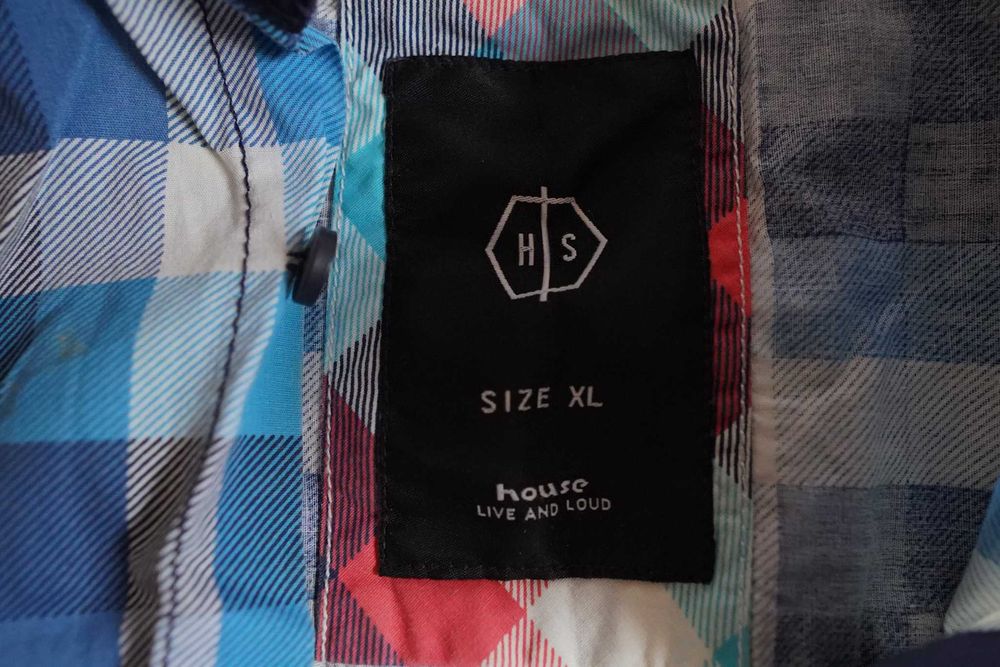 H S
SIZE XL
house
LIVE AND LOUD